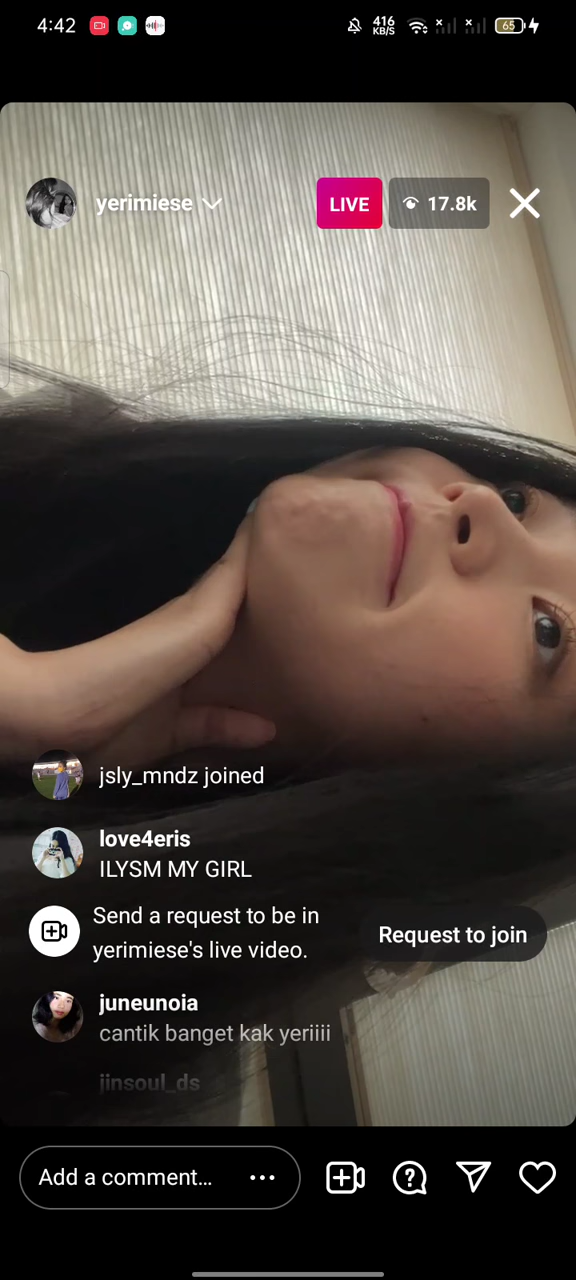 4:42
416
KB/S
65
yerimiese
LIVE
17.8k
jsly_mndz joined
love4eris
ILYSM MY GIRL
Send a request to be in
yerimiese's live video.
Request to join
juneunoia
cantik banget kak yeriiii
jinsoul_ds
Add a comment...